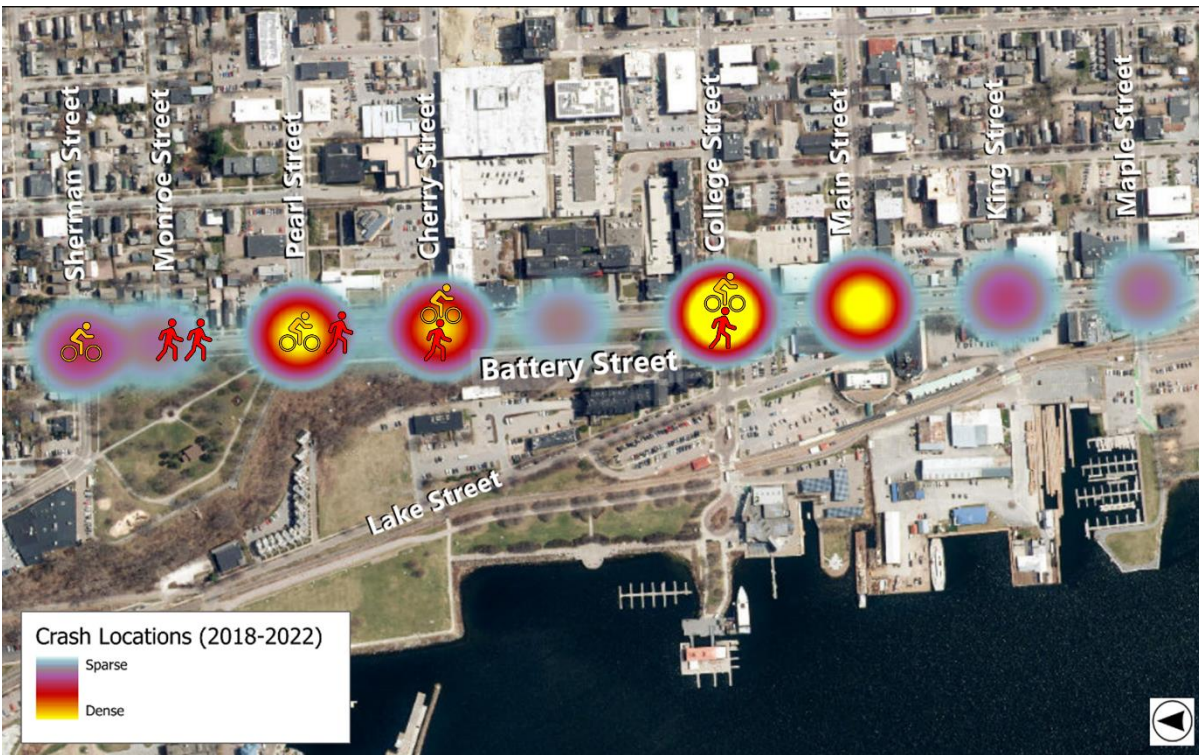 Sherman Street
Monroe Street
Pearl Street
Cherry Street
College Street
Main Street
King Street
Maple Street
Battery Street
Lake Street
Crash Locations (2018-2022)
Sparse
Dense